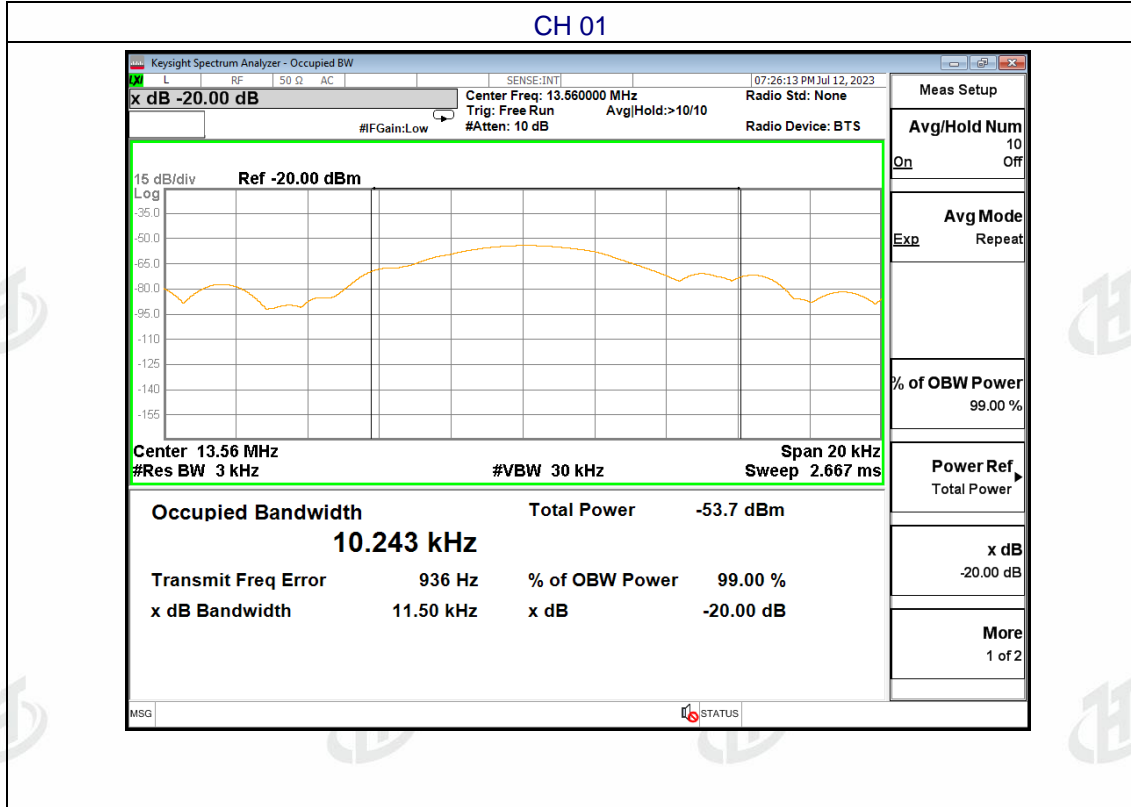 CH 01
Keysight Spectrum Analyzer - Occupied BW
LXI L RF 50 Ω AC SENSE:INT 07:26:13 PM Jul 12, 2023
x dB -20.00 dB
Center Freq: 13.560000 MHz
Radio Std: None
Trig: Free Run Avg|Hold:>10/10
#IFGain:Low
#Atten: 10 dB
Radio Device: BTS
15 dB/div Ref -20.00 dBm
Log
-35.0
-50.0
-65.0
-80.0
-95.0
-110
-125
-140
-155
Center 13.56 MHz Span 20 kHz
#Res BW 3 kHz #VBW 30 kHz Sweep 2.667 ms
Occupied Bandwidth
10.243 kHz
Total Power -53.7 dBm
Transmit Freq Error 936 Hz % of OBW Power 99.00 %
x dB Bandwidth 11.50 kHz x dB -20.00 dB
Meas Setup
Avg/Hold Num
10
On Off
Avg Mode
Exp Repeat
% of OBW Power
99.00 %
Power Ref
Total Power
x dB
-20.00 dB
More
1 of 2
MSG STATUS